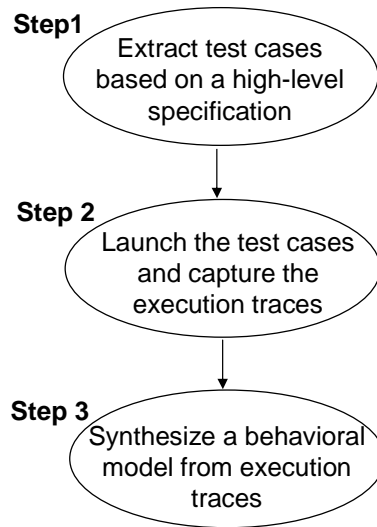 Step1
Extract test cases
based on a high-level
specification
Step 2
Launch the test cases
and capture the
execution traces
Step 3
Synthesize a behavioral
model from execution
traces